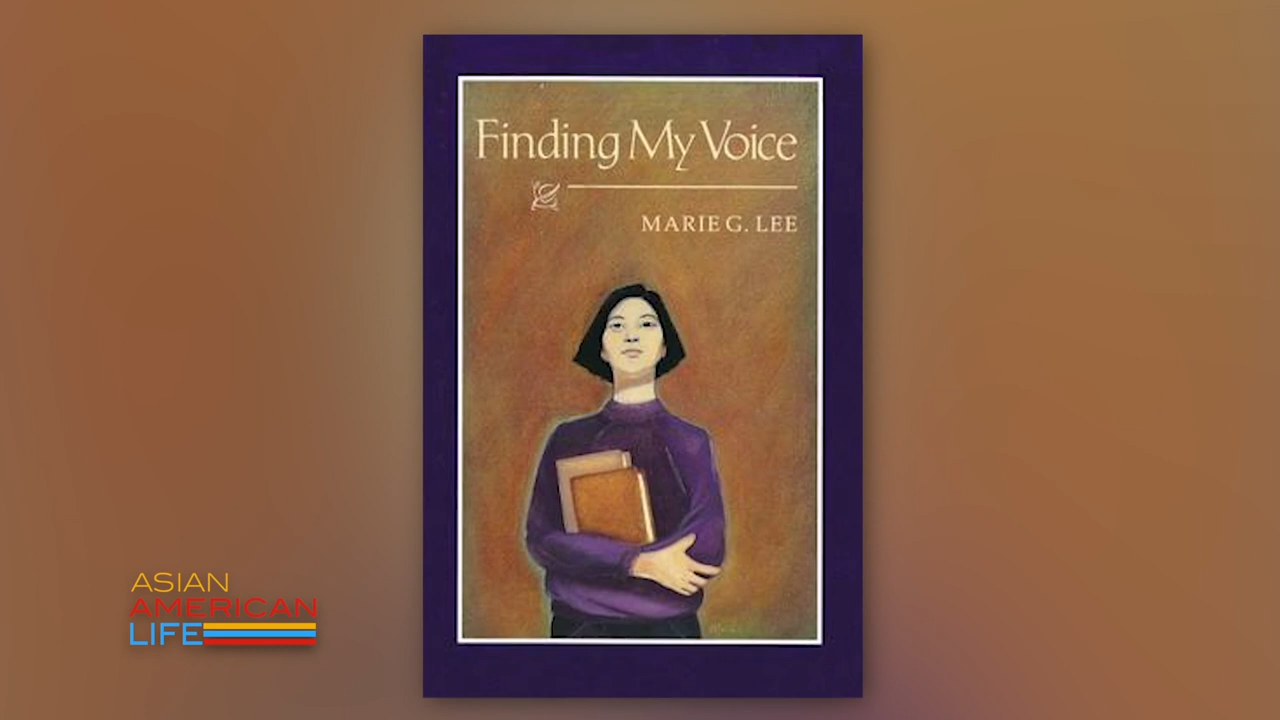 Finding My Voice
MARIE G. LEE
ASIAN
AMERICAN
LIFE